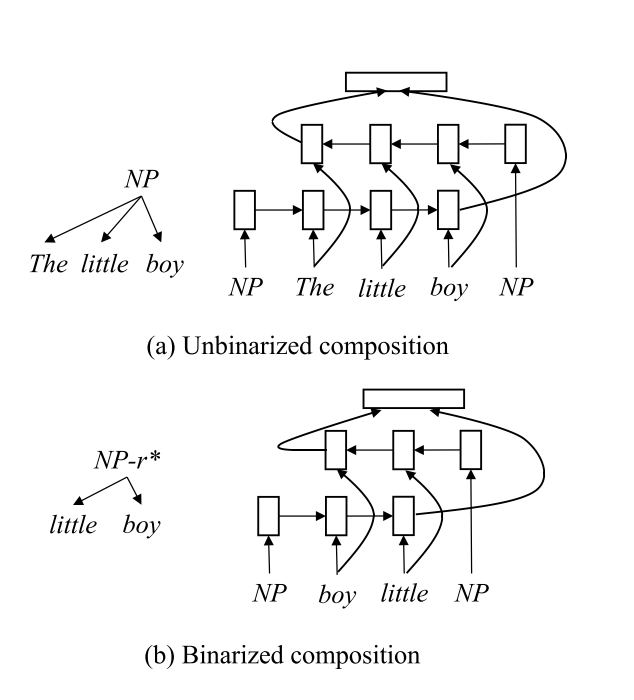 NP
The little boy
NP The little boy NP
(a) Unbinarized composition
NP-r*
little boy
NP boy little NP
(b) Binarized composition